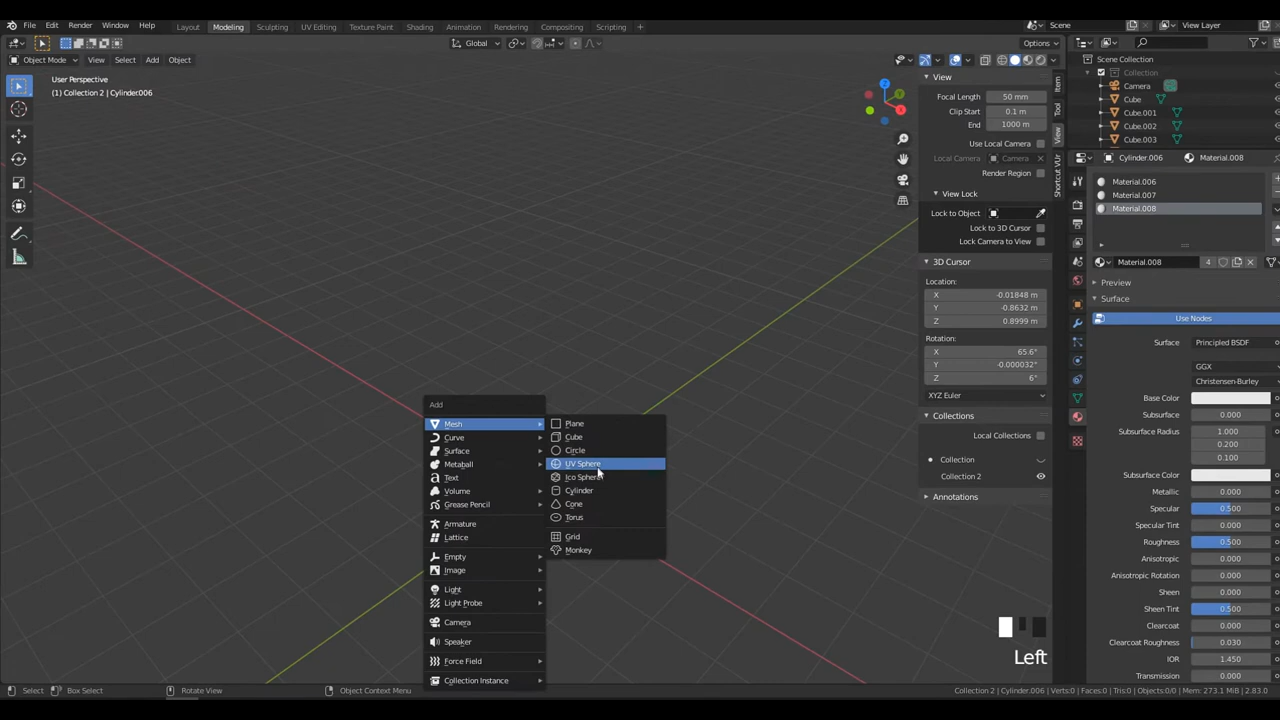 File Edit Render Window Help Layout Modeling Sculpting UV Editing Texture Paint Shading Animation Rendering Compositing Scripting + Scene View Layer
Global Options
Object Mode View Select Add Object
User Perspective
(1) Collection 2 | Cylinder.006
View
Focal Length 50 mm
Clip Start 0.1 m
End 1000 m
Use Local Camera
Local Camera Camera
Render Region
View Lock
Lock to Object
Lock to 3D Cursor
Lock Camera to View
3D Cursor
Location:
X -0.01848 m
Y -0.8632 m
Z 0.8999 m
Rotation:
X 65.6°
Y -0.000032°
Z 6°
XYZ Euler
Collections
Local Collections
Collection
Collection 2
Annotations
Item
Tool
View
Shortcut VUr
Scene Collection
Collection
Camera
Cube
Cube.001
Cube.002
Cube.003
Cylinder.006 Material.008
Material.006
Material.007
Material.008
Material.008 4
Preview
Surface
Use Nodes
Surface Principled BSDF
GGX
Christensen-Burley
Base Color
Subsurface 0.000
Subsurface Radius 1.000
0.200
0.100
Subsurface Color
Metallic 0.000
Specular 0.500
Specular Tint 0.000
Roughness 0.500
Anisotropic 0.000
Anisotropic Rotation 0.000
Sheen 0.000
Sheen Tint 0.500
Clearcoat 0.000
Clearcoat Roughness 0.030
IOR 1.450
Transmission 0.000
Add
Mesh
Curve
Surface
Metaball
Text
Volume
Grease Pencil
Armature
Lattice
Empty
Image
Light
Light Probe
Camera
Speaker
Force Field
Collection Instance
Plane
Cube
Circle
UV Sphere
Ico Sphere
Cylinder
Cone
Torus
Grid
Monkey
Left
Select Box Select Rotate View Object Context Menu Collection 2 | Cylinder.006 | Verts:0 | Faces:0 | Tris:0 | Objects:0/0 | Mem: 273.1 MiB | 2.83.0